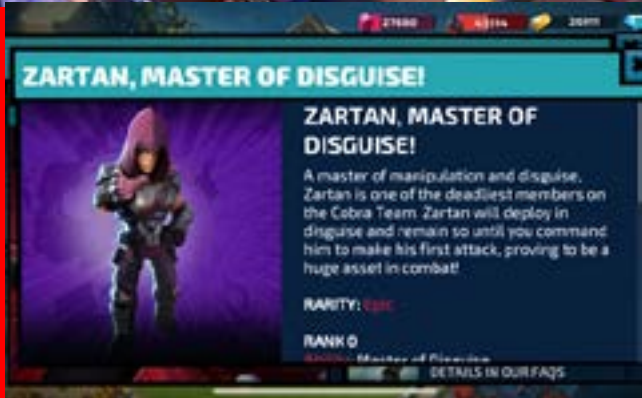 27680 43114 26911
ZARTAN, MASTER OF DISGUISE!
ZARTAN, MASTER OF
DISGUISE!
A master of manipulation and disguise,
Zartan is one of the deadliest members on
the Cobra Team. Zartan will deploy in
disguise and remain so until you command
him to make his first attack, proving to be a
huge asset in combat!
RARITY: Epic
RANK 0
Ability: Master of Disguise
DETAILS IN OUR FAQS